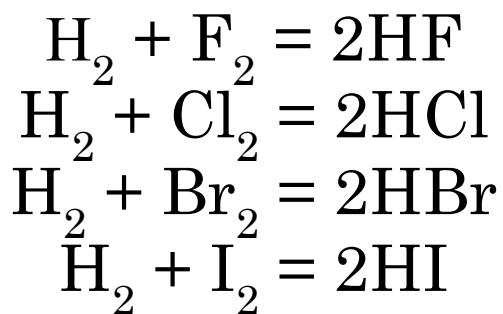 H₂ + F₂ = 2HF
H₂ + Cl₂ = 2HCl
H₂ + Br₂ = 2HBr
H₂ + I₂ = 2HI